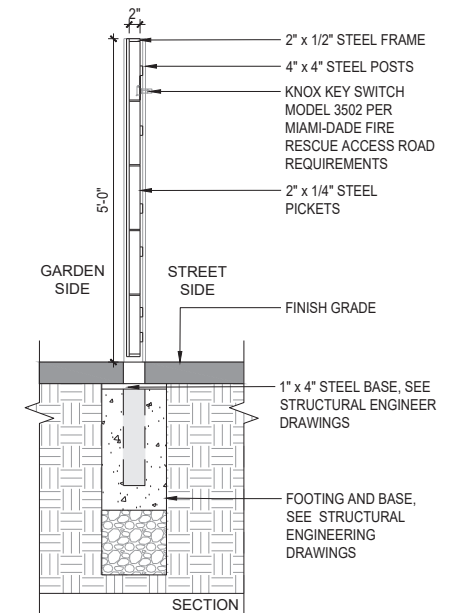 2"
2" x 1/2" STEEL FRAME
4" x 4" STEEL POSTS
KNOX KEY SWITCH
MODEL 3502 PER
MIAMI-DADE FIRE
RESCUE ACCESS ROAD
REQUIREMENTS
2" x 1/4" STEEL
PICKETS
5'-0"
GARDEN
SIDE
STREET
SIDE
FINISH GRADE
1" x 4" STEEL BASE, SEE
STRUCTURAL ENGINEER
DRAWINGS
FOOTING AND BASE,
SEE STRUCTURAL
ENGINEERING
DRAWINGS
SECTION